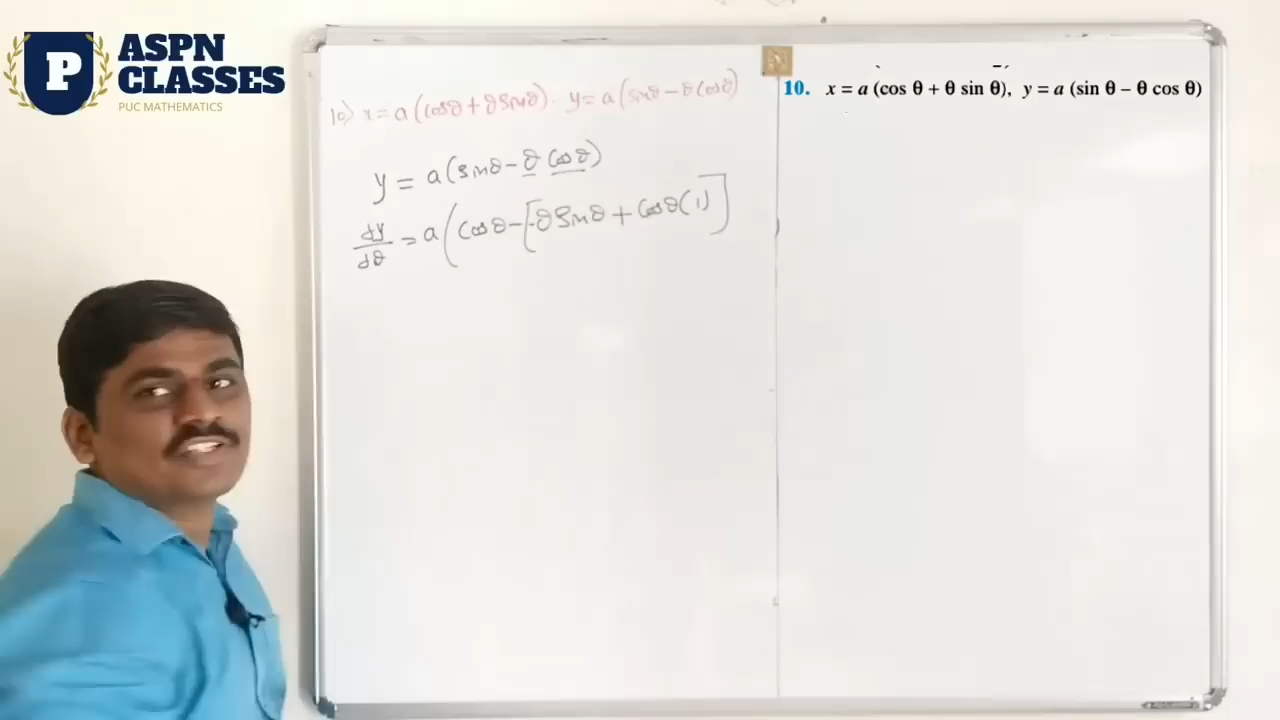 P
ASPN
CLASSES
PUC MATHEMATICS
10) x = a (cosθ + θ sinθ) . y = a (sinθ − θ cosθ)
y = a (sinθ − θ cosθ)
dy/dθ = a ( cosθ − [ -θ sinθ + cosθ (1) ]
10. x = a (cos θ + θ sin θ), y = a (sin θ – θ cos θ)